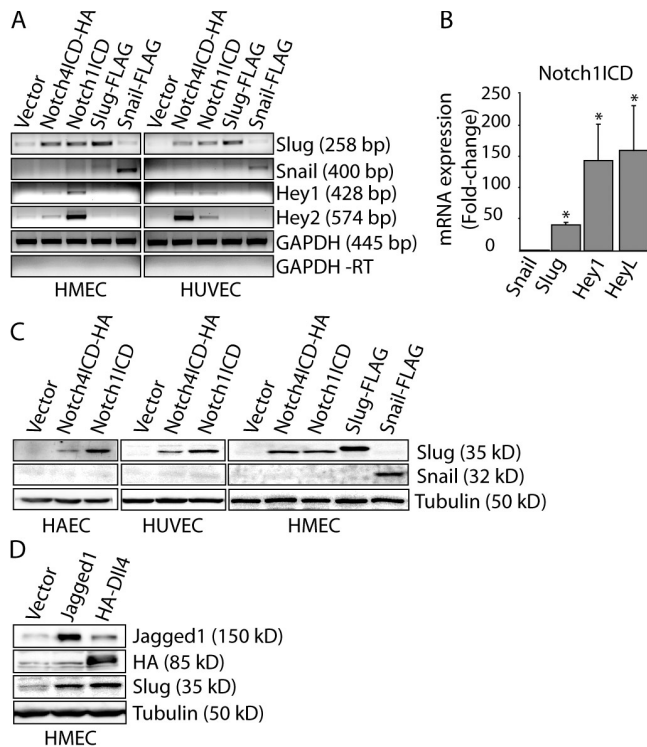 A
Vector
Notch4ICD-HA
Notch1ICD
Slug-FLAG
Snail-FLAG
Vector
Notch4ICD-HA
Notch1ICD
Slug-FLAG
Snail-FLAG
Slug (258 bp)
Snail (400 bp)
Hey1 (428 bp)
Hey2 (574 bp)
GAPDH (445 bp)
GAPDH -RT
HMEC HUVEC
B
Notch1ICD
mRNA expression
(Fold-change)
250
200
150
100
50
0
* * *
Snail
Slug
Hey1
HeyL
C
Vector
Notch4ICD-HA
Notch1ICD
Vector
Notch4ICD-HA
Notch1ICD
Vector
Notch4ICD-HA
Notch1ICD
Slug-FLAG
Snail-FLAG
Slug (35 kD)
Snail (32 kD)
Tubulin (50 kD)
HAEC HUVEC HMEC
D
Vector
Jagged1
HA-Dll4
Jagged1 (150 kD)
HA (85 kD)
Slug (35 kD)
Tubulin (50 kD)
HMEC